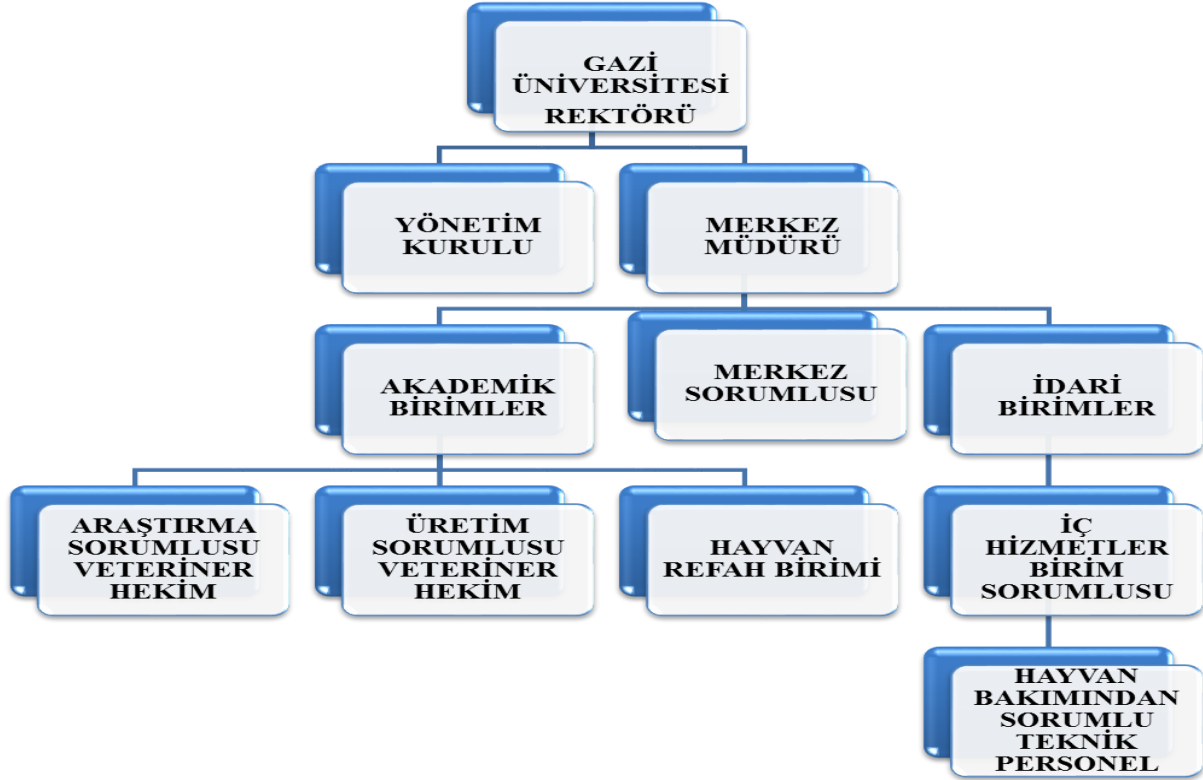 GAZİ
ÜNİVERSİTESİ
REKTÖRÜ
YÖNETİM
KURULU
MERKEZ
MÜDÜRÜ
AKADEMİK
BİRİMLER
MERKEZ
SORUMLUSU
İDARİ
BİRİMLER
ARAŞTIRMA
SORUMLUSU
VETERİNER
HEKİM
ÜRETİM
SORUMLUSU
VETERİNER
HEKİM
HAYVAN
REFAH BİRİMİ
İÇ
HİZMETLER
BİRİM
SORUMLUSU
HAYVAN
BAKIMINDAN
SORUMLU
TEKNİK
PERSONEL